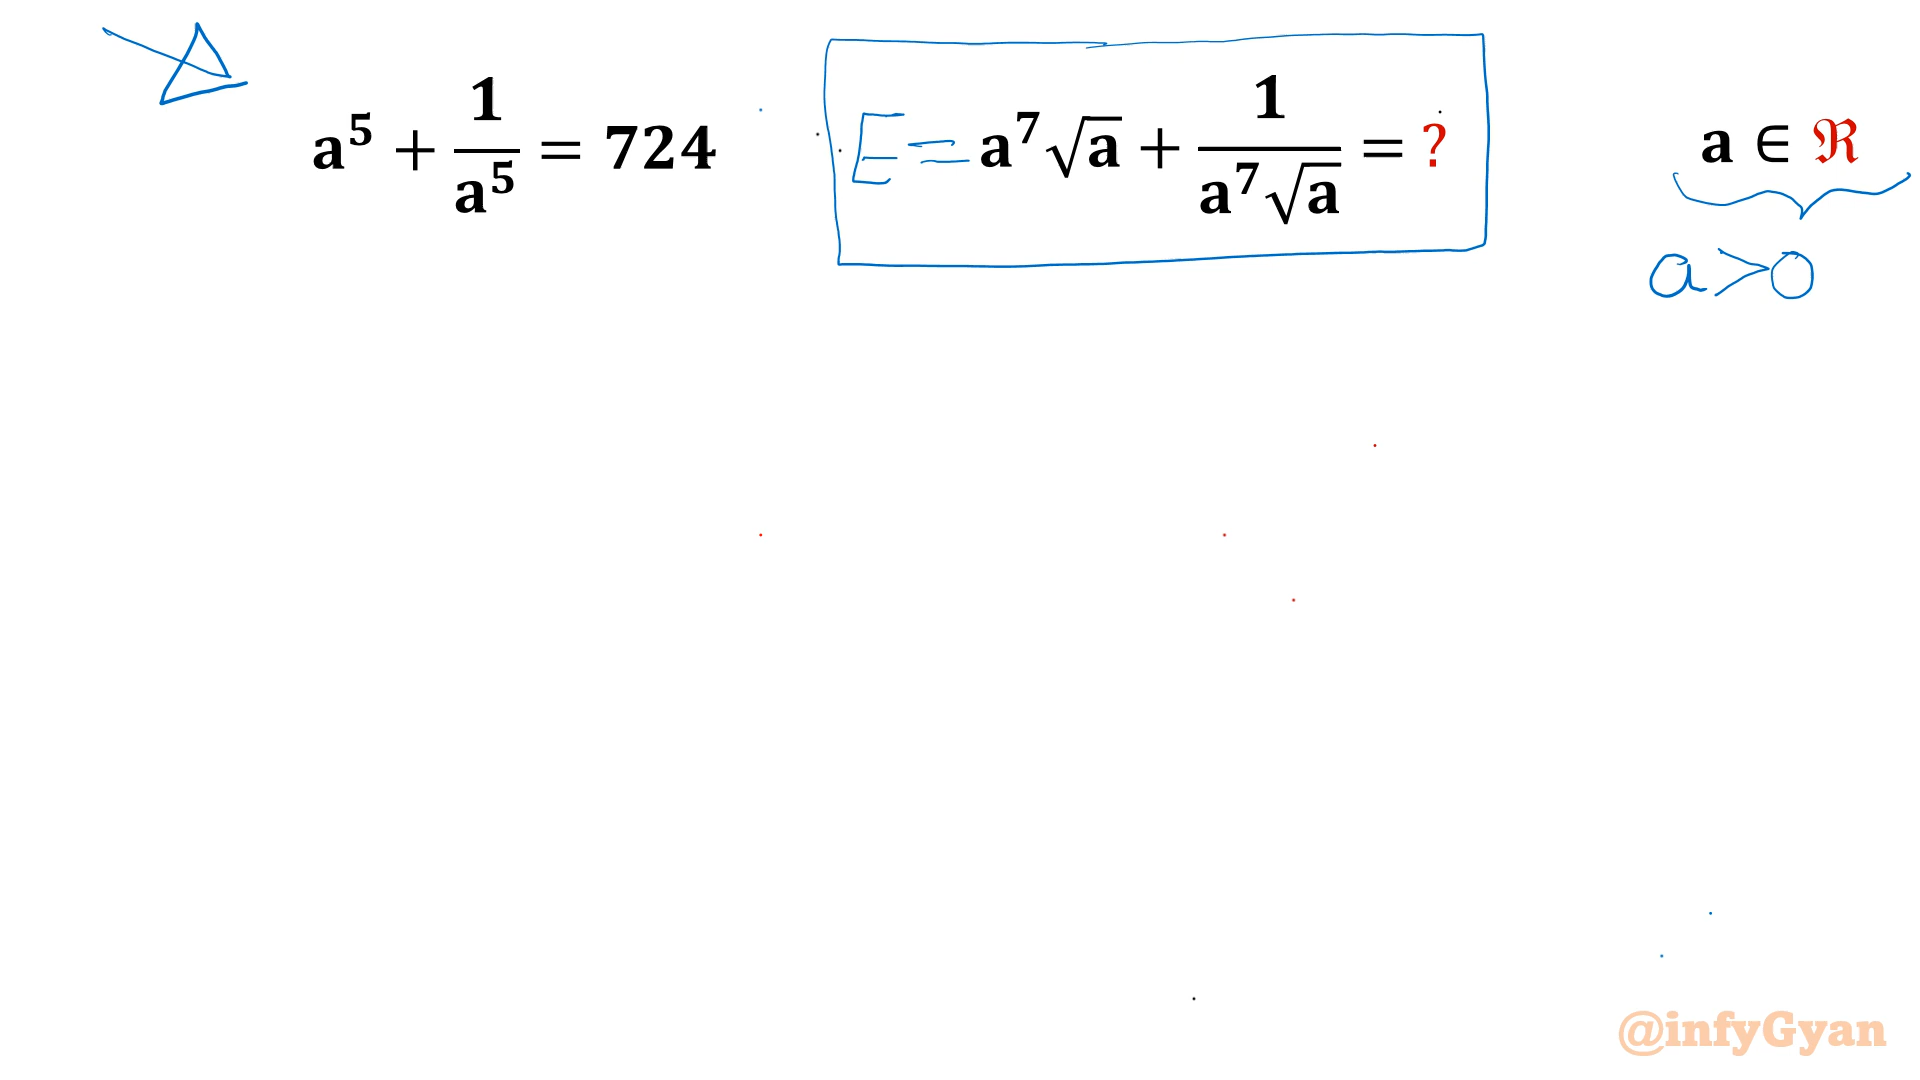 a⁵ + 1/a⁵ = 724
E = a⁷√a + 1/(a⁷√a) = ?
a ∈ ℜ
a > 0
@infyGyan